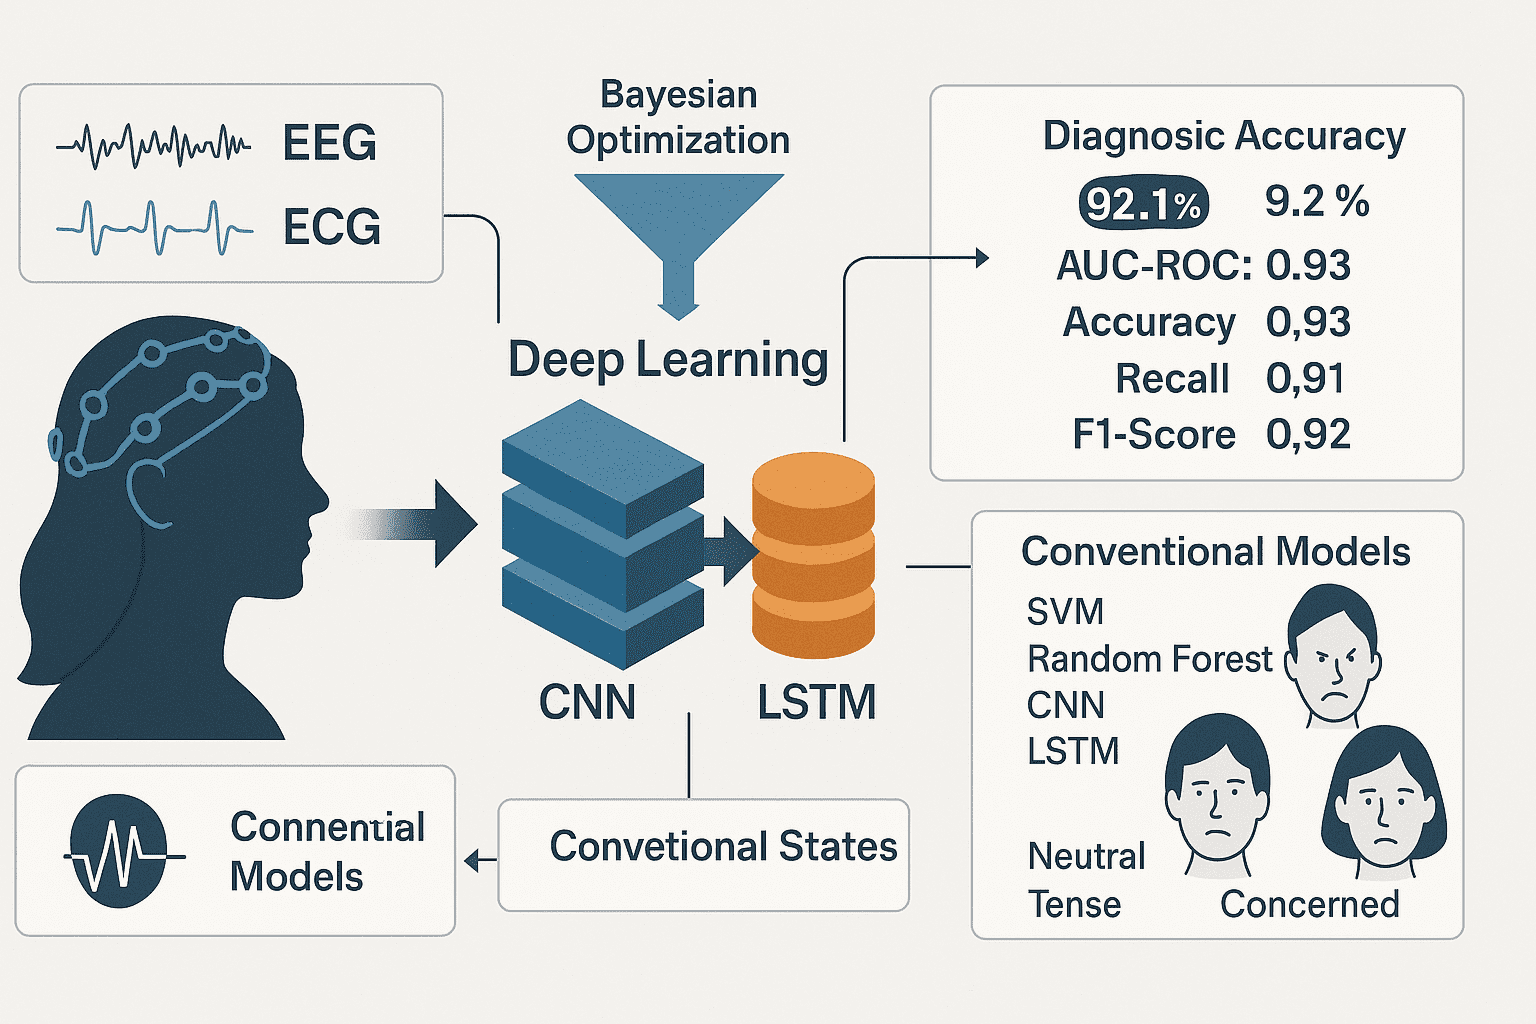 EEG
ECG
Bayesian
Optimization
Deep Learning
CNN
LSTM
Diagnosic Accuracy
92.1% 9.2 %
AUC-ROC: 0.93
Accuracy 0,93
Recall 0,91
F1-Score 0,92
Conventional Models
SVM
Random Forest
CNN
LSTM
Neutral
Tense
Concerned
Convetional States
Connential
Models